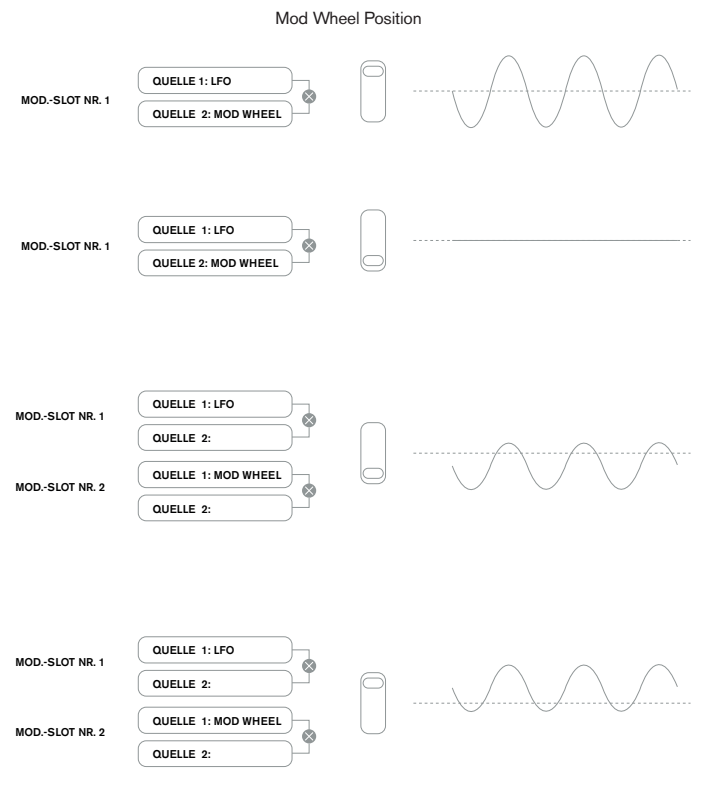 Mod Wheel Position
QUELLE 1: LFO
MOD.-SLOT NR. 1
QUELLE 2: MOD WHEEL
QUELLE 1: LFO
MOD.-SLOT NR. 1
QUELLE 2: MOD WHEEL
QUELLE 1: LFO
MOD.-SLOT NR. 1
QUELLE 2:
QUELLE 1: MOD WHEEL
MOD.-SLOT NR. 2
QUELLE 2:
QUELLE 1: LFO
MOD.-SLOT NR. 1
QUELLE 2:
QUELLE 1: MOD WHEEL
MOD.-SLOT NR. 2
QUELLE 2: